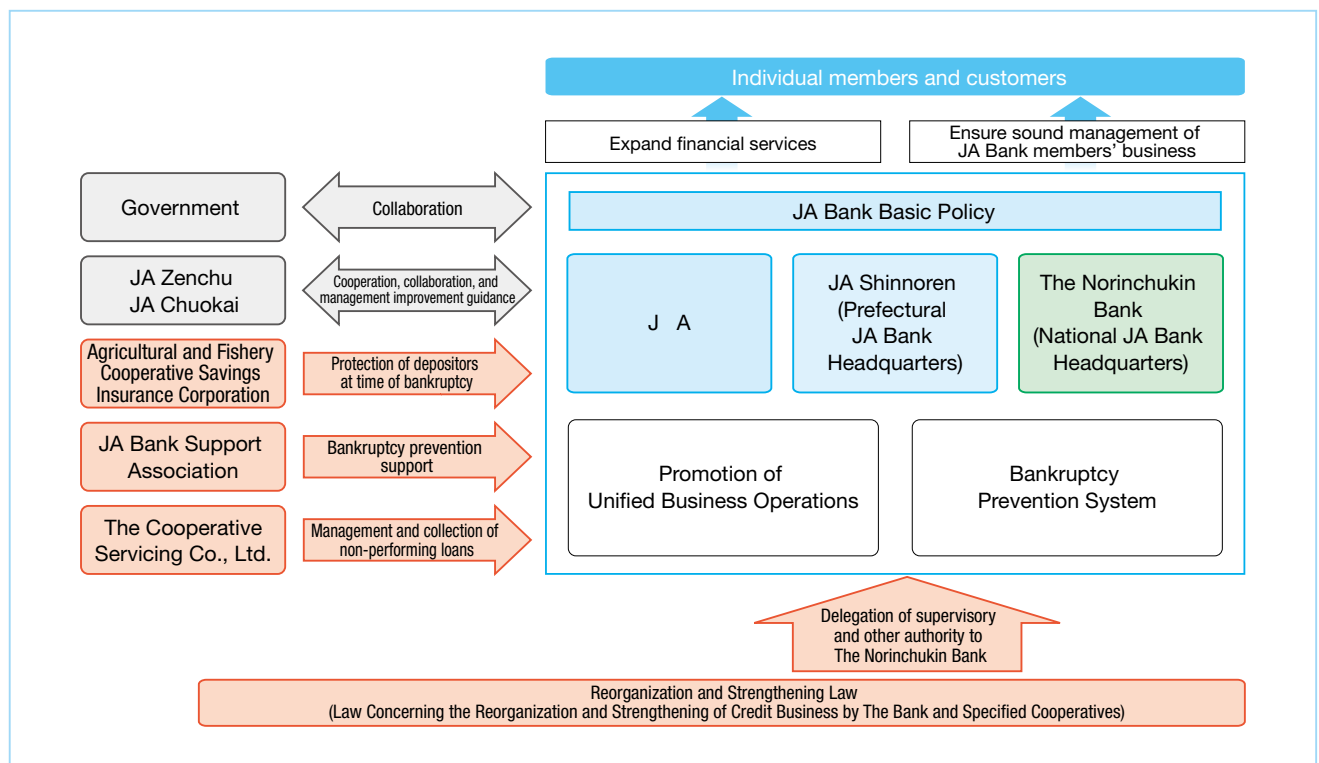 Individual members and customers
Expand financial services
Ensure sound management of
JA Bank members’ business
Government
Collaboration
JA Bank Basic Policy
JA Zenchu
JA Chuokai
Cooperation, collaboration, and
management improvement guidance
J A
JA Shinnoren
(Prefectural
JA Bank
Headquarters)
The Norinchukin
Bank
(National JA Bank
Headquarters)
Agricultural and Fishery
Cooperative Savings
Insurance Corporation
Protection of depositors
at time of bankruptcy
JA Bank Support
Association
Bankruptcy prevention
support
Promotion of
Unified Business Operations
Bankruptcy
Prevention System
The Cooperative
Servicing Co., Ltd.
Management and collection of
non-performing loans
Delegation of supervisory
and other authority to
The Norinchukin Bank
Reorganization and Strengthening Law
(Law Concerning the Reorganization and Strengthening of Credit Business by The Bank and Specified Cooperatives)